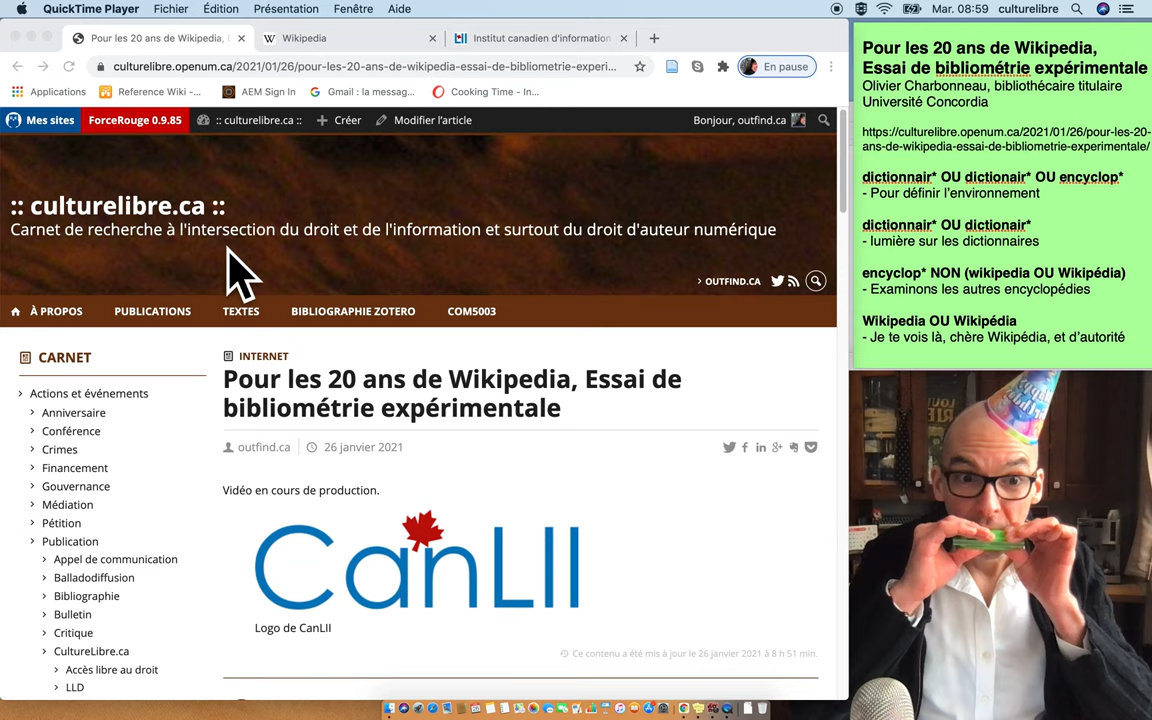 QuickTime Player Fichier Édition Présentation Fenêtre Aide Mar. 08:59 culturelibre
Pour les 20 ans de Wikipedia, E
Wikipedia
Institut canadien d'information
culturelibre.openum.ca/2021/01/26/pour-les-20-ans-de-wikipedia-essai-de-bibliometrie-experi...
En pause
Applications Reference Wiki -... AEM Sign In Gmail : la messag... Cooking Time - In...
Mes sites ForceRouge 0.9.85 :: culturelibre.ca :: Créer Modifier l'article Bonjour, outfind.ca
:: culturelibre.ca ::
Carnet de recherche à l'intersection du droit et de l'information et surtout du droit d'auteur numérique
OUTFIND.CA
À PROPOS PUBLICATIONS TEXTES BIBLIOGRAPHIE ZOTERO COM5003
CARNET
Actions et événements
Anniversaire
Conférence
Crimes
Financement
Gouvernance
Médiation
Pétition
Publication
Appel de communication
Balladodiffusion
Bibliographie
Bulletin
Critique
CultureLibre.ca
Accès libre au droit
LLD
INTERNET
Pour les 20 ans de Wikipedia, Essai de
bibliométrie expérimentale
outfind.ca 26 janvier 2021
Vidéo en cours de production.
CanLII
Logo de CanLII
Ce contenu a été mis à jour le 26 janvier 2021 à 8 h 51 min.
Pour les 20 ans de Wikipedia,
Essai de bibliométrie expérimentale
Olivier Charbonneau, bibliothécaire titulaire
Université Concordia
https://culturelibre.openum.ca/2021/01/26/pour-les-20-
ans-de-wikipedia-essai-de-bibliometrie-experimentale/
dictionnair* OU dictionair* OU encyclop*
- Pour définir l'environnement
dictionnair* OU dictionair*
- lumière sur les dictionnaires
encyclop* NON (wikipedia OU Wikipédia)
- Examinons les autres encyclopédies
Wikipedia OU Wikipédia
- Je te vois là, chère Wikipédia, et d'autorité